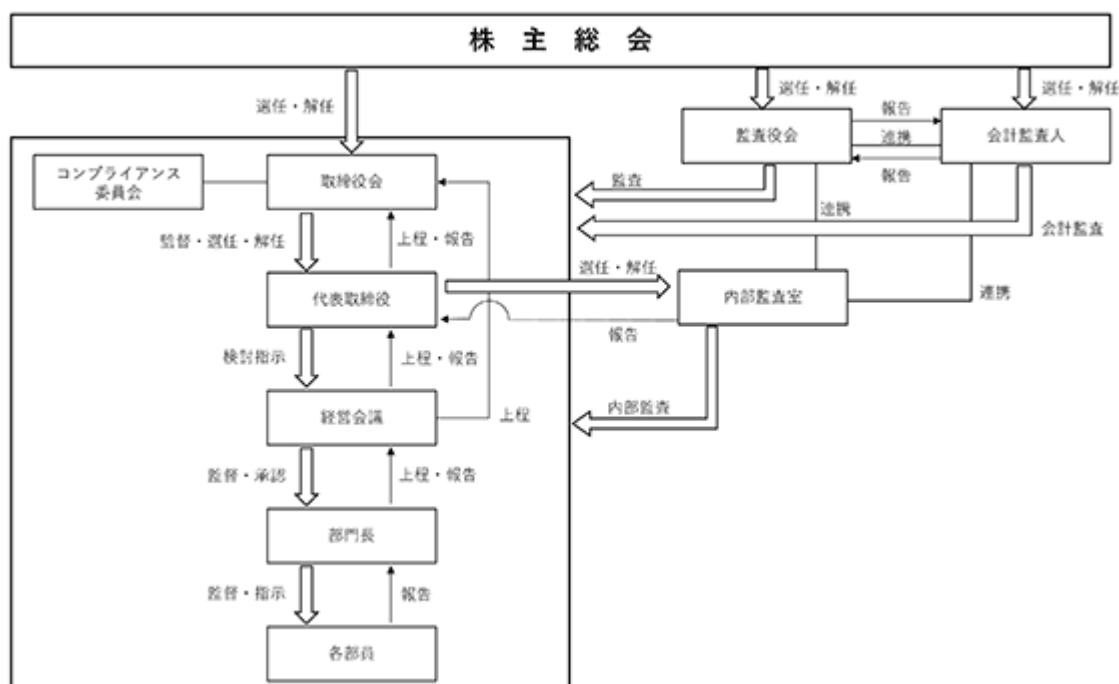 株主総会
選任・解任
選任・解任
選任・解任
監査役会
報告
連携
報告
会計監査人
コンプライアンス
委員会
取締役会
監査
連携
会計監査
監督・選任・解任
上程・報告
代表取締役
選任・解任
内部監査室
連携
報告
検討指示
上程・報告
経営会議
上程
内部監査
監督・承認
上程・報告
部門長
監督・指示
報告
各部員